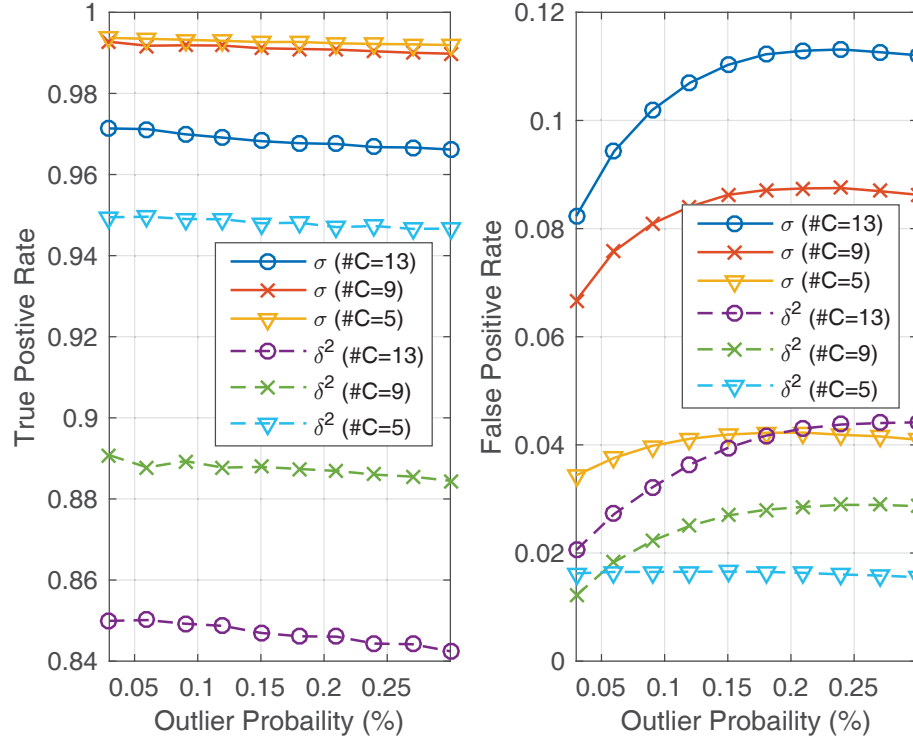 1
0.98
0.96
0.94
0.92
0.9
0.88
0.86
0.84
True Postive Rate
σ (#C=13)
σ (#C=9)
σ (#C=5)
δ² (#C=13)
δ² (#C=9)
δ² (#C=5)
0.05 0.1 0.15 0.2 0.25
Outlier Probaility (%)
0.12
0.1
0.08
0.06
0.04
0.02
0
False Positive Rate
σ (#C=13)
σ (#C=9)
σ (#C=5)
δ² (#C=13)
δ² (#C=9)
δ² (#C=5)
0.05 0.1 0.15 0.2 0.25
Outlier Probaility (%)